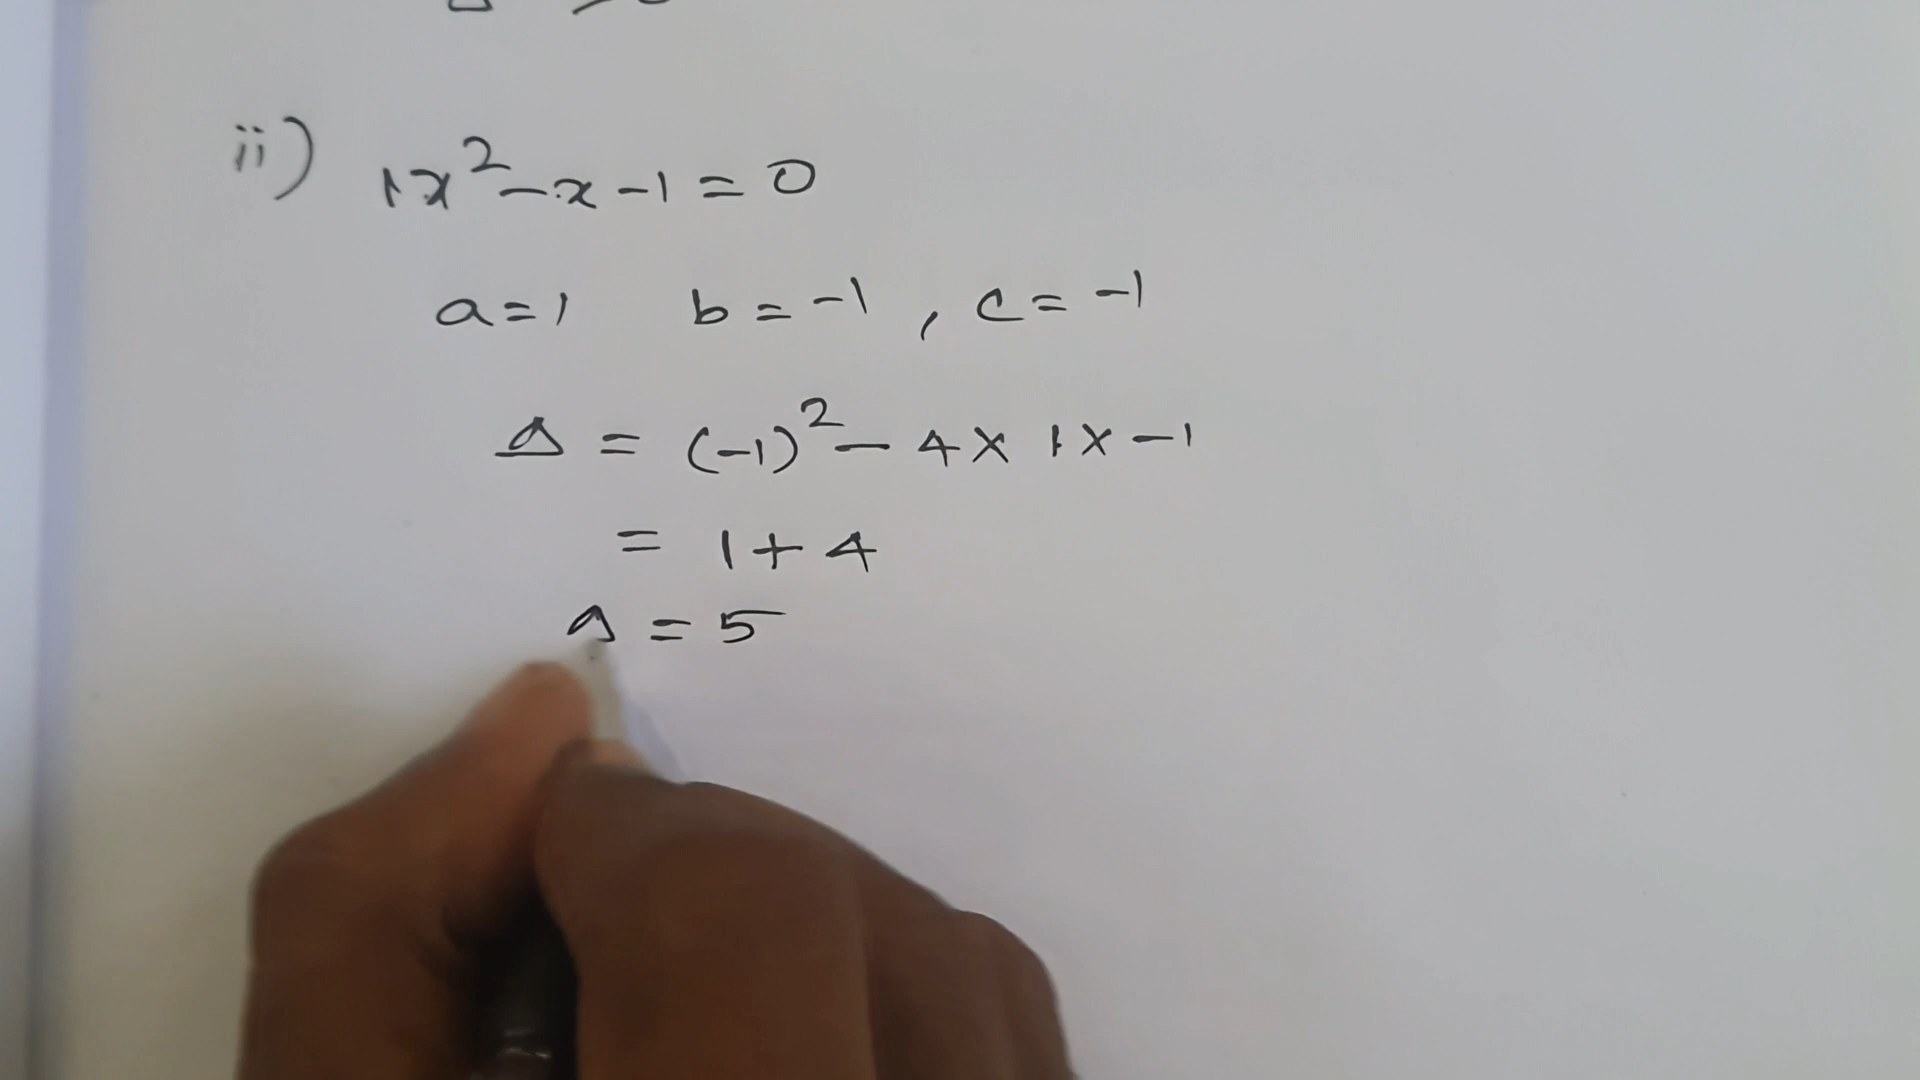 ii) 1x² - x - 1 = 0
a = 1 b = -1 , c = -1
Δ = (-1)² - 4 x 1 x -1
= 1 + 4
Δ = 5